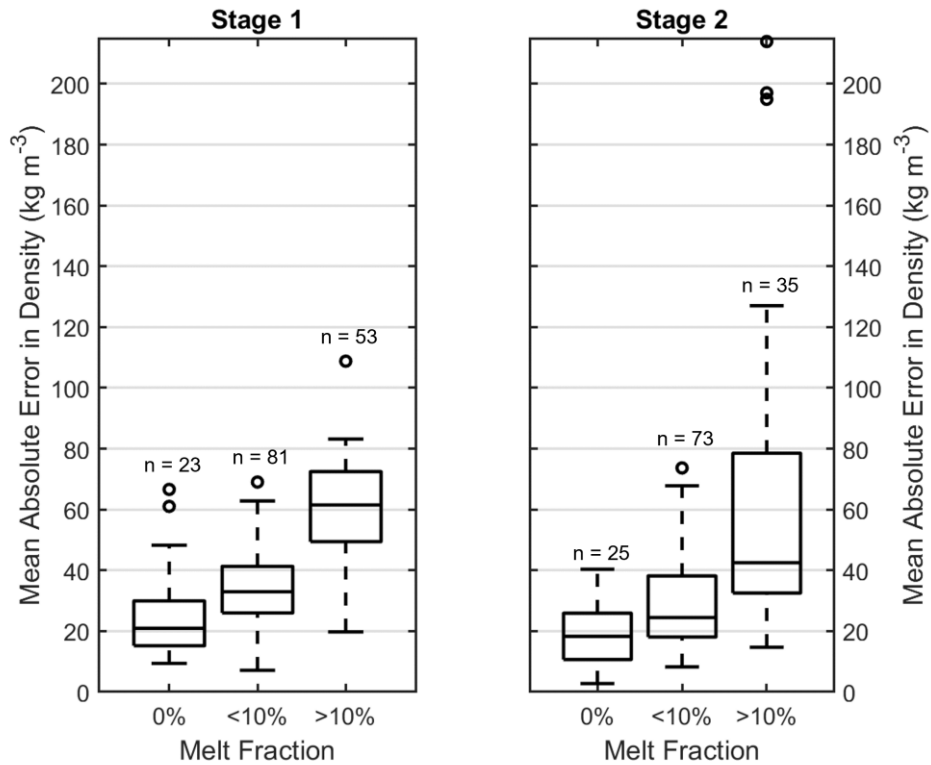 Stage 1
Mean Absolute Error in Density (kg m⁻³)
200
180
160
140
120
100
80
60
40
20
0
n = 23
n = 81
n = 53
0% <10% >10%
Melt Fraction
Stage 2
n = 25
n = 73
n = 35
200
180
160
140
120
100
80
60
40
20
0
Mean Absolute Error in Density (kg m⁻³)
0% <10% >10%
Melt Fraction